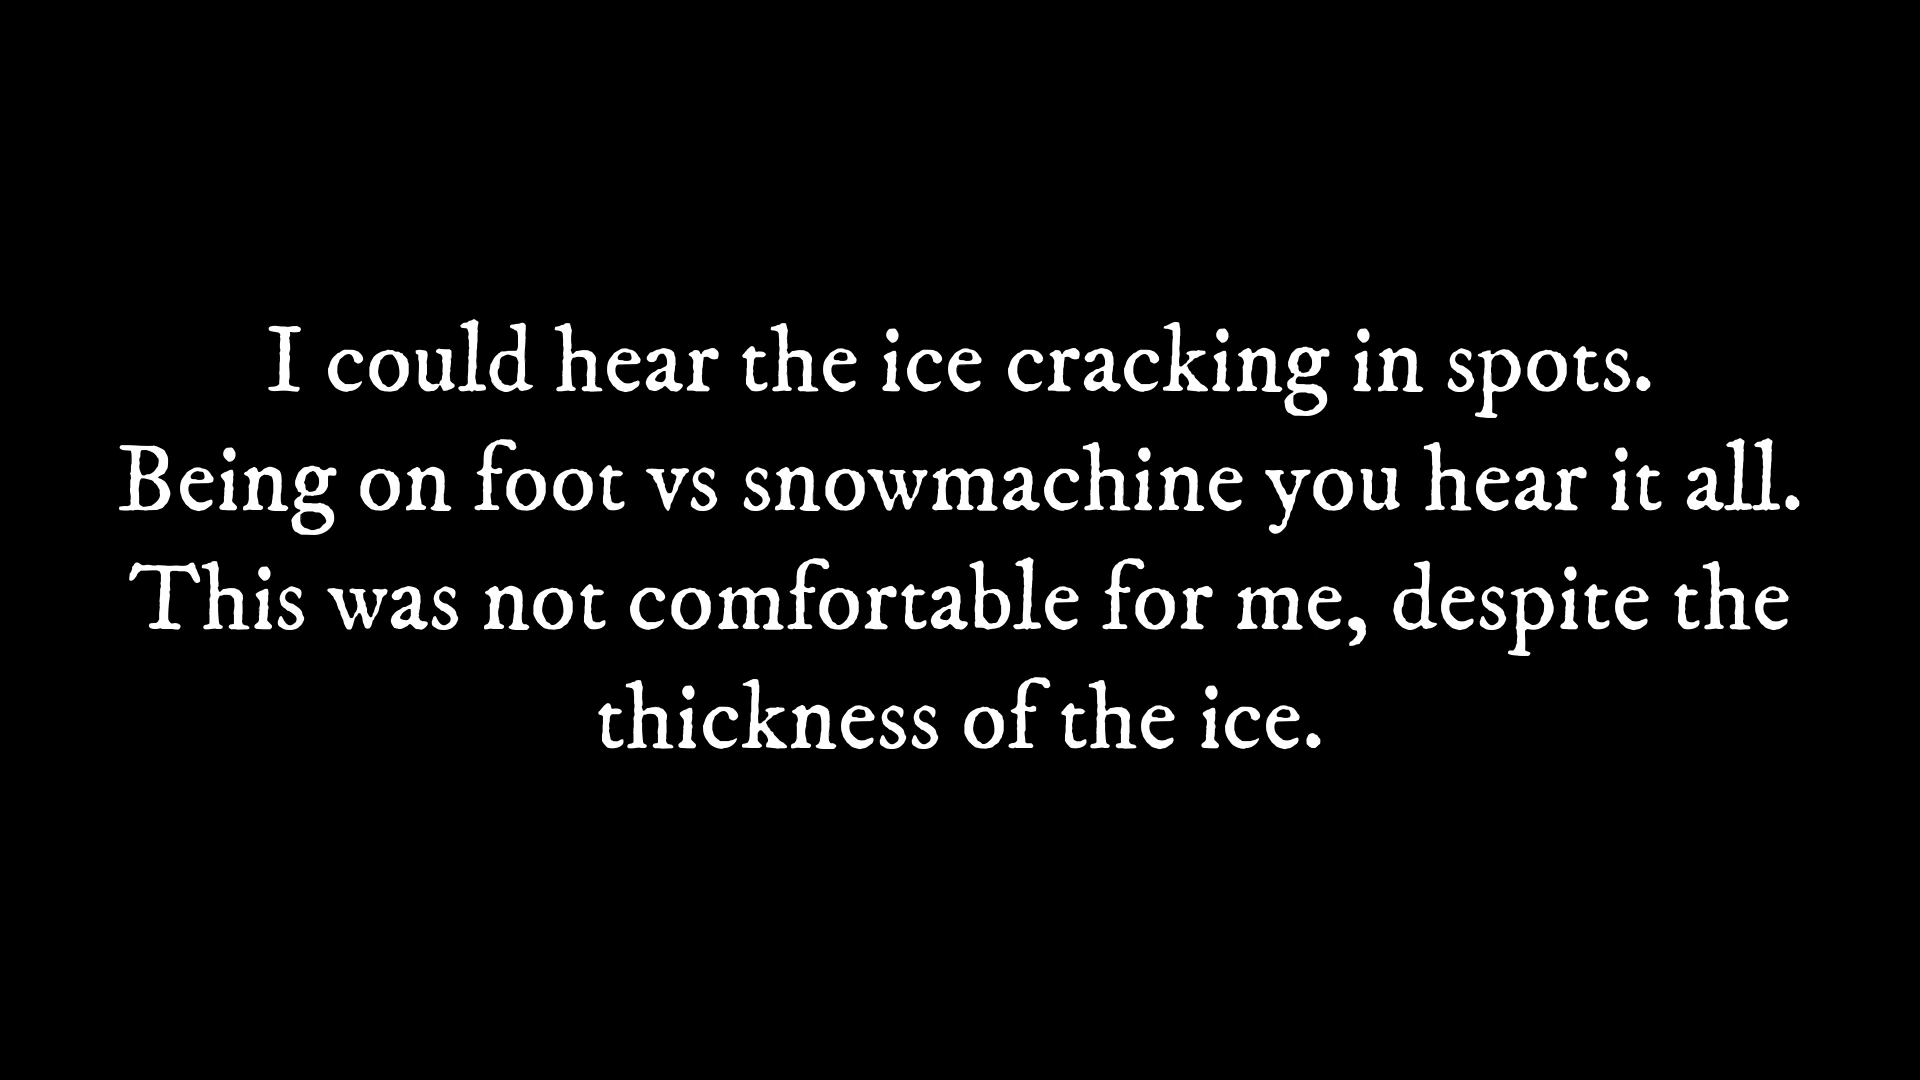 I could hear the ice cracking in spots.
Being on foot vs snowmachine you hear it all.
This was not comfortable for me, despite the
thickness of the ice.